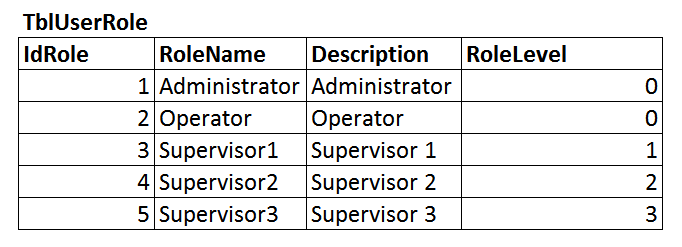 TblUserRole
IdRole RoleName Description RoleLevel
1 Administrator Administrator 0
2 Operator Operator 0
3 Supervisor1 Supervisor 1 1
4 Supervisor2 Supervisor 2 2
5 Supervisor3 Supervisor 3 3